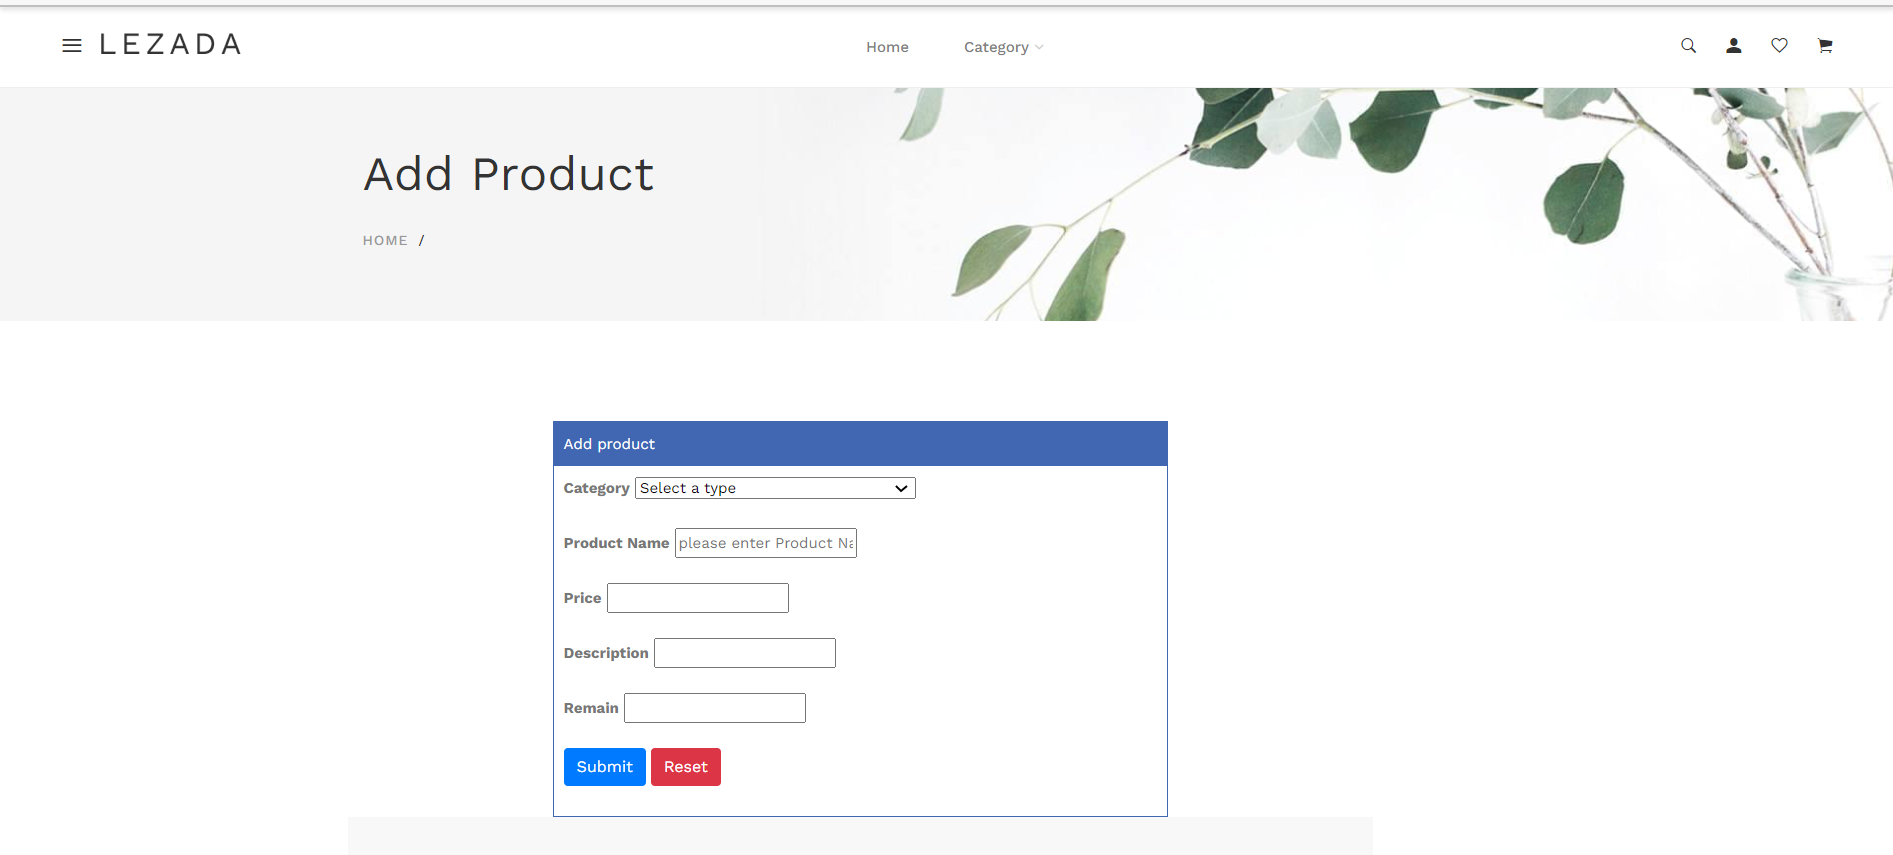 LEZADA
Home Category
Add Product
HOME /
Add product
Category Select a type
Product Name please enter Product Na
Price
Description
Remain
Submit Reset